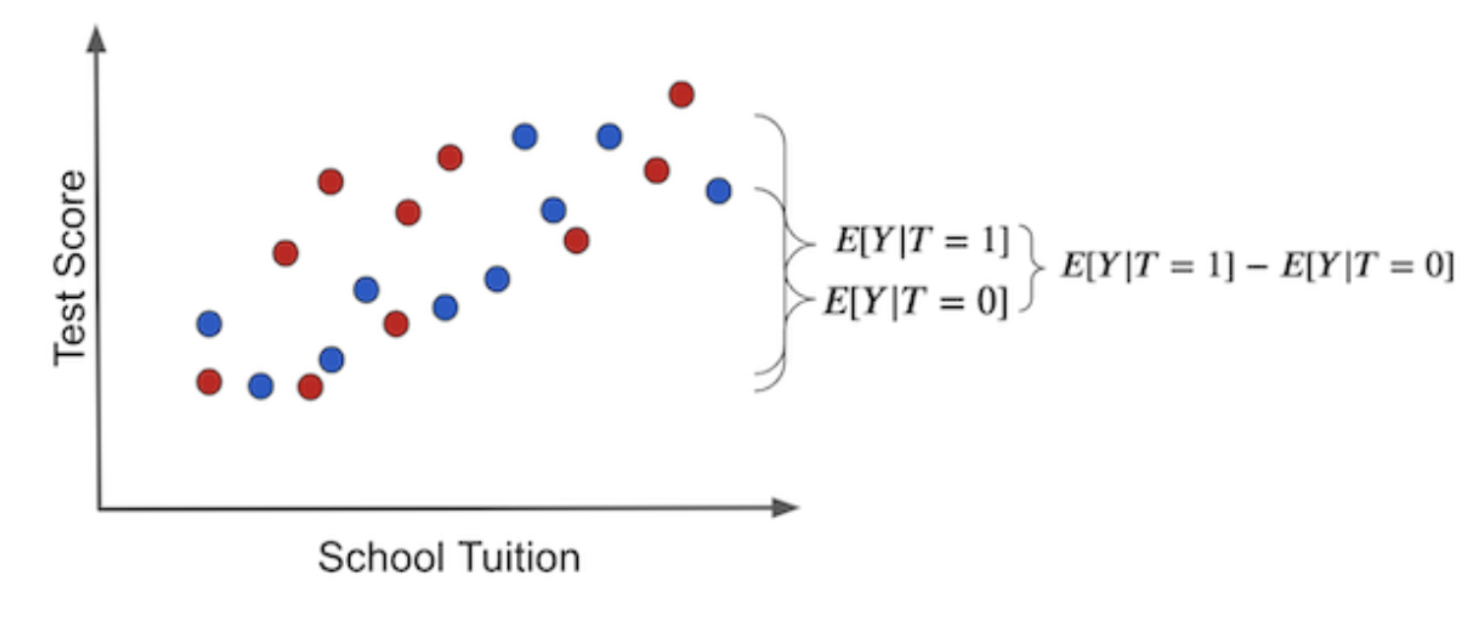 Test Score
E[Y|T = 1]
E[Y|T = 0]
E[Y|T = 1] − E[Y|T = 0]
School Tuition